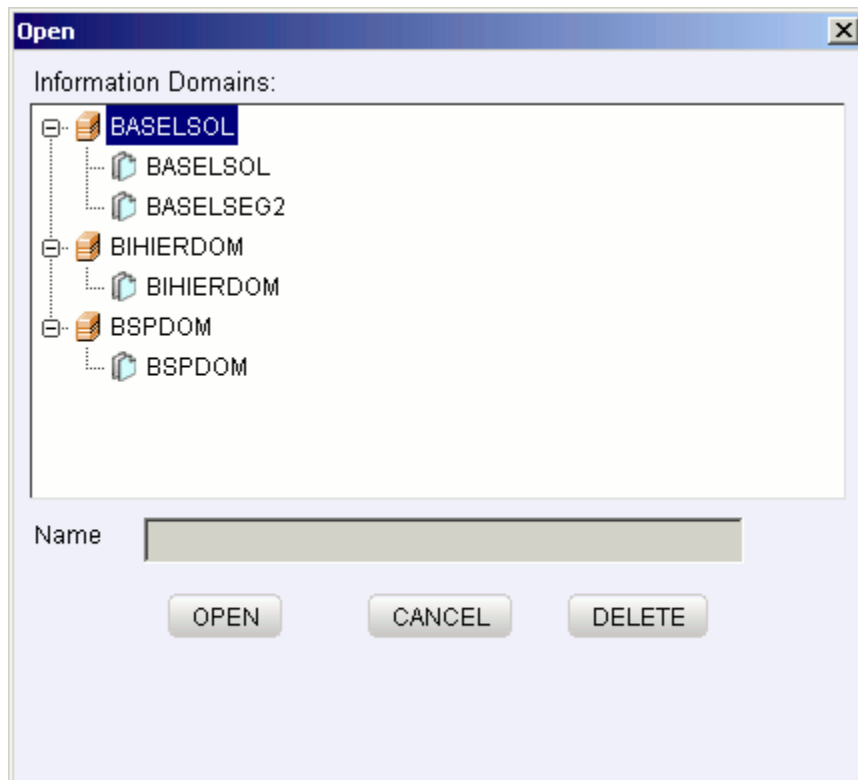 Open
Information Domains:
BASELSOL
BASELSOL
BASELSEG2
BIHIERDOM
BIHIERDOM
BSPDOM
BSPDOM
Name
OPEN CANCEL DELETE